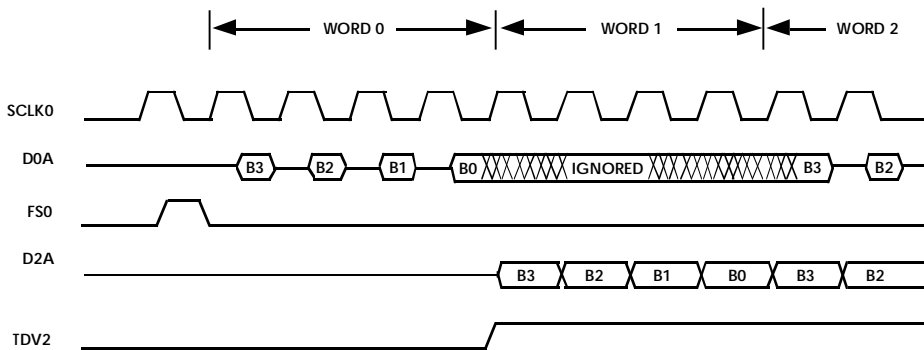 WORD 0 WORD 1 WORD 2
SCLK0
D0A B3 B2 B1 B0 IGNORED B3 B2
FS0
D2A B3 B2 B1 B0 B3 B2
TDV2